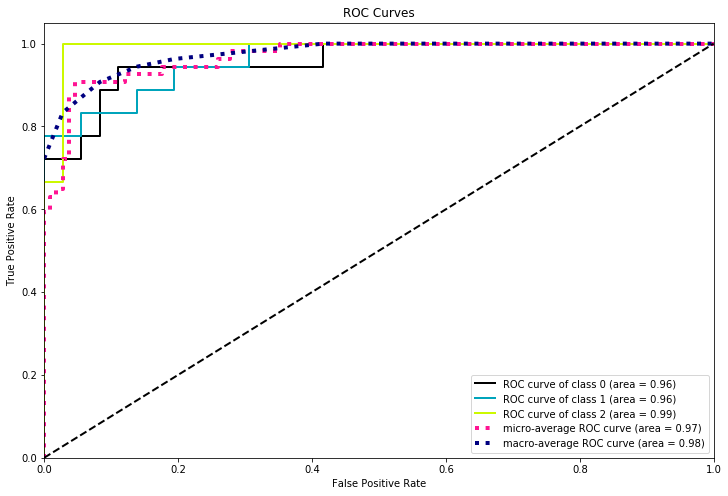 ROC Curves
1.0
0.8
0.6
0.4
0.2
0.0
True Positive Rate
ROC curve of class 0 (area = 0.96)
ROC curve of class 1 (area = 0.96)
ROC curve of class 2 (area = 0.99)
micro-average ROC curve (area = 0.97)
macro-average ROC curve (area = 0.98)
0.0 0.2 0.4 0.6 0.8 1.0
False Positive Rate